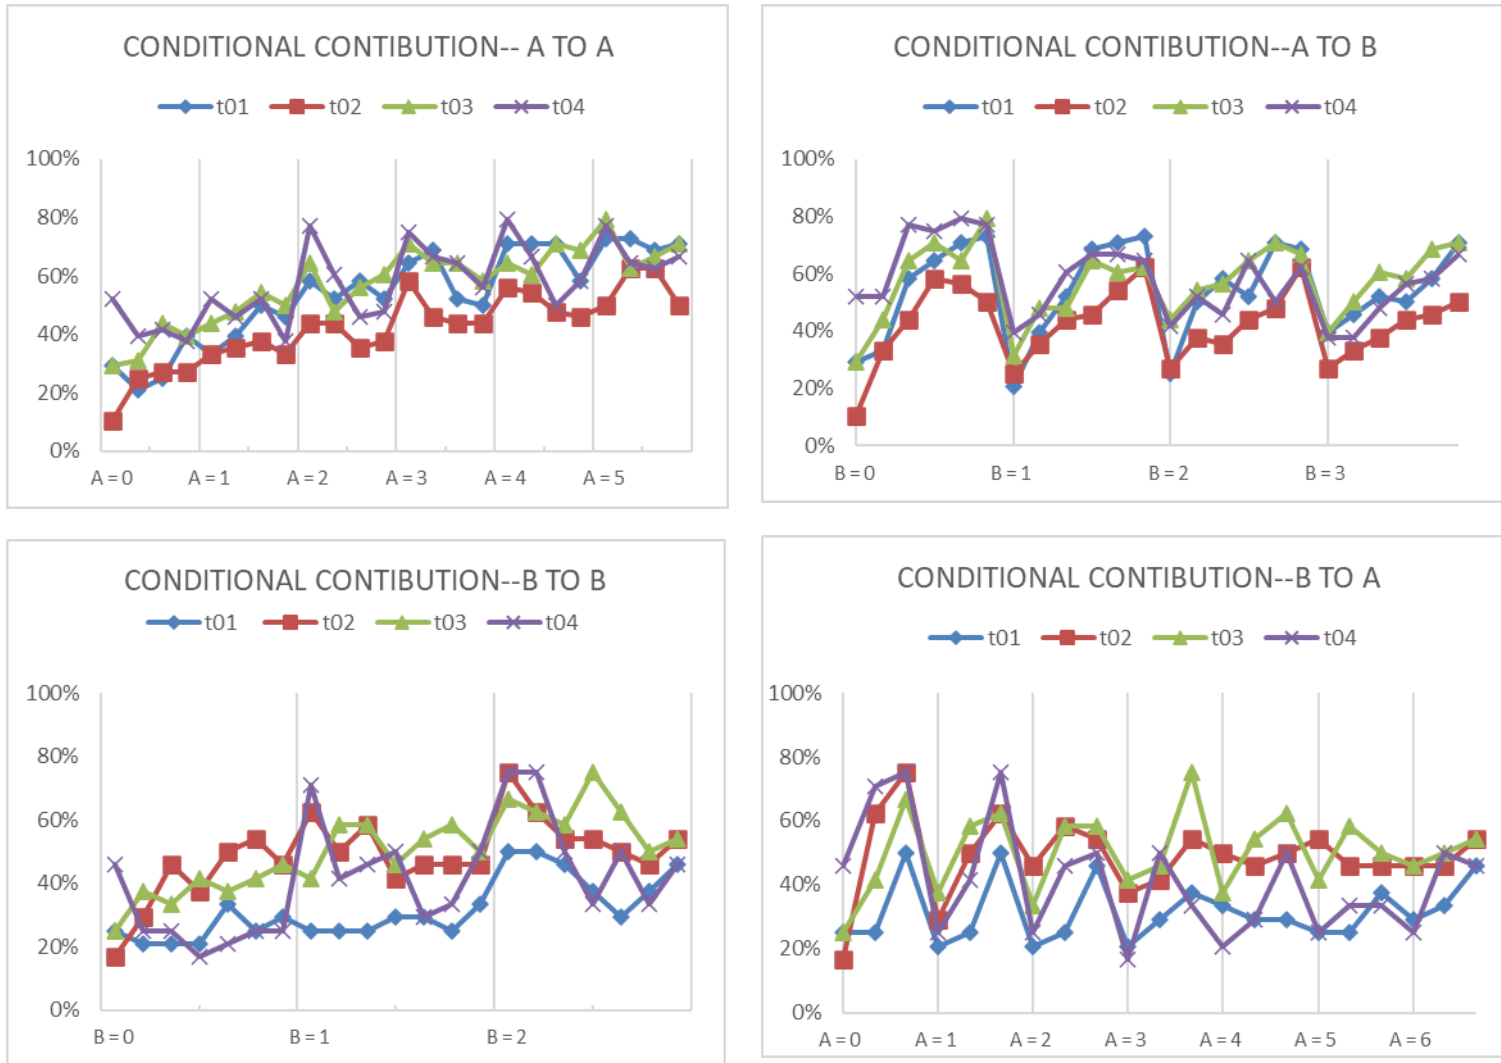 CONDITIONAL CONTIBUTION-- A TO A
t01 t02 t03 t04
100%
80%
60%
40%
20%
0%
A = 0 A = 1 A = 2 A = 3 A = 4 A = 5
CONDITIONAL CONTIBUTION--A TO B
t01 t02 t03 t04
100%
80%
60%
40%
20%
0%
B = 0 B = 1 B = 2 B = 3
CONDITIONAL CONTIBUTION--B TO B
t01 t02 t03 t04
100%
80%
60%
40%
20%
0%
B = 0 B = 1 B = 2
CONDITIONAL CONTIBUTION--B TO A
t01 t02 t03 t04
100%
80%
60%
40%
20%
0%
A = 0 A = 1 A = 2 A = 3 A = 4 A = 5 A = 6